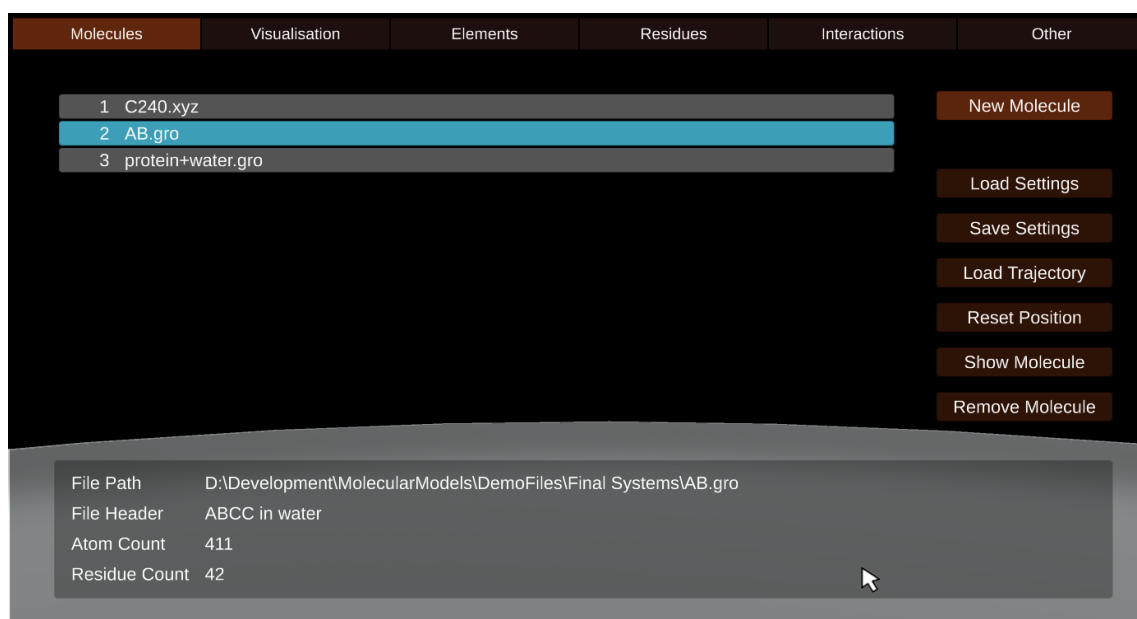 Molecules Visualisation Elements Residues Interactions Other
1 C240.xyz
New Molecule
2 AB.gro
3 protein+water.gro
Load Settings
Save Settings
Load Trajectory
Reset Position
Show Molecule
Remove Molecule
File Path D:\Development\MolecularModels\DemoFiles\Final Systems\AB.gro
File Header ABCC in water
Atom Count 411
Residue Count 42